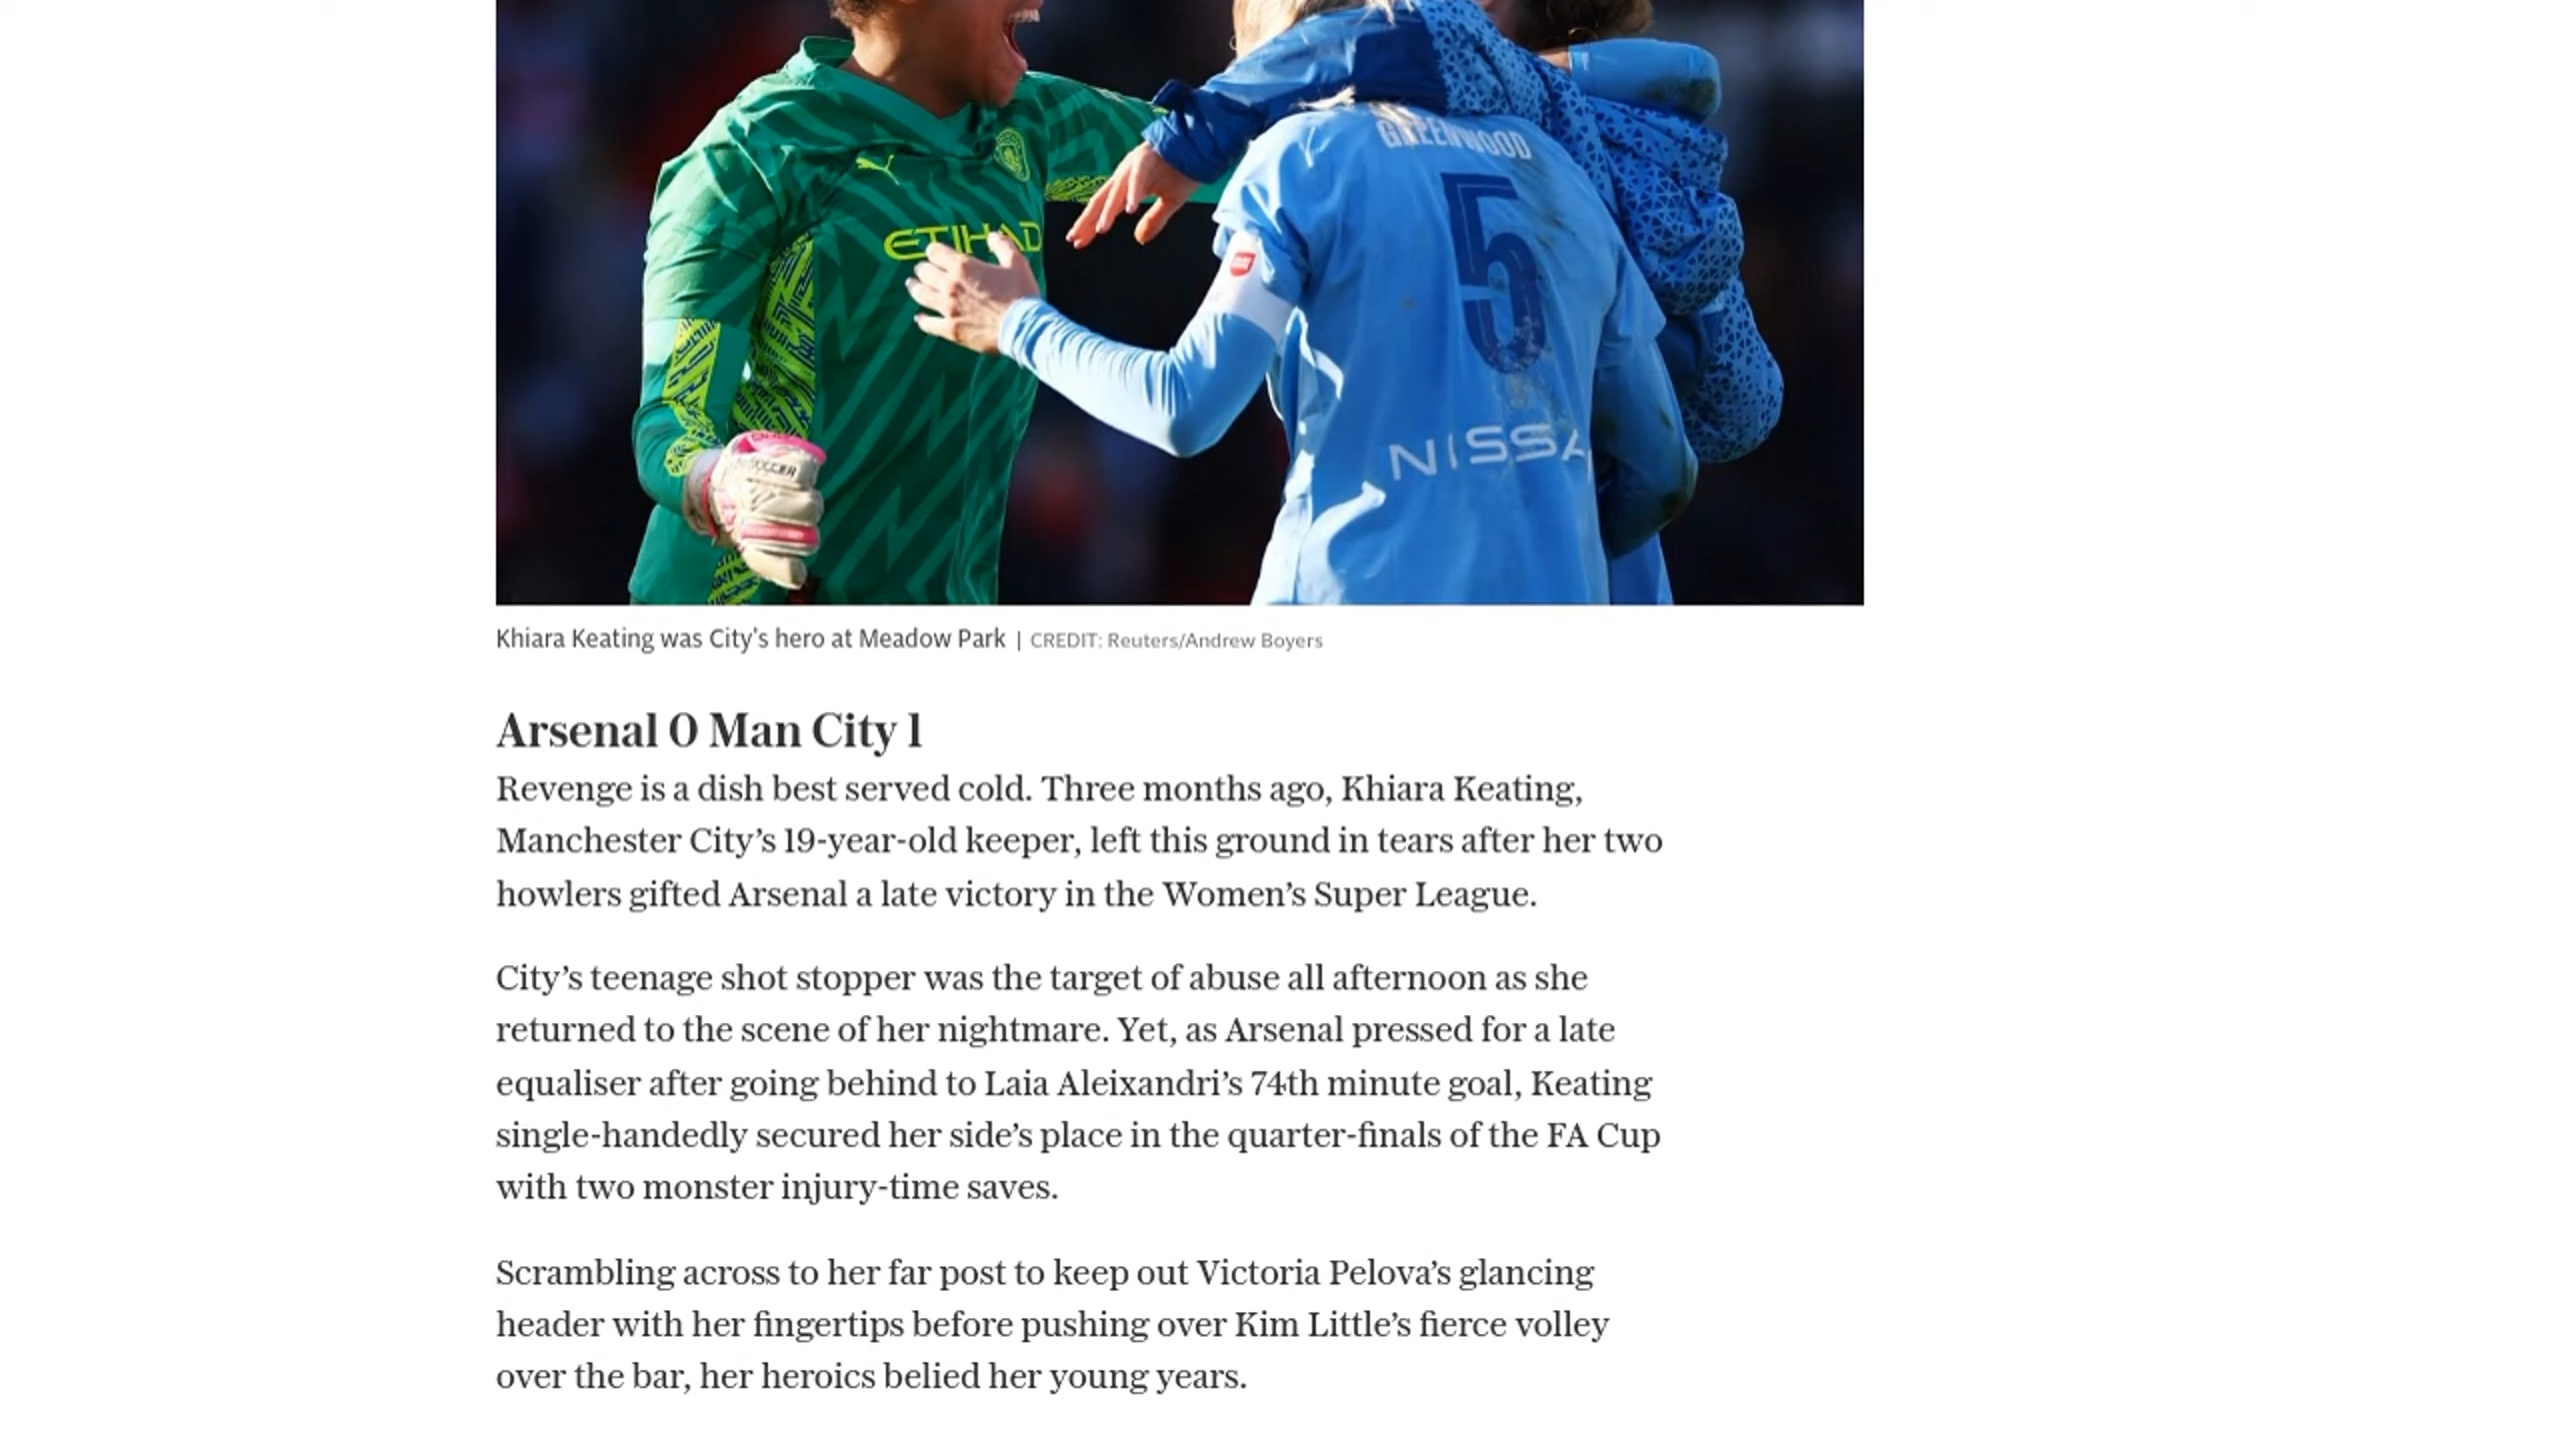 GREENWOOD
5
ETIHAD
SOCCER
NISSA
Khiara Keating was City's hero at Meadow Park | CREDIT: Reuters/Andrew Boyers
Arsenal 0 Man City 1
Revenge is a dish best served cold. Three months ago, Khiara Keating,
Manchester City’s 19-year-old keeper, left this ground in tears after her two
howlers gifted Arsenal a late victory in the Women’s Super League.
City’s teenage shot stopper was the target of abuse all afternoon as she
returned to the scene of her nightmare. Yet, as Arsenal pressed for a late
equaliser after going behind to Laia Aleixandri’s 74th minute goal, Keating
single-handedly secured her side’s place in the quarter-finals of the FA Cup
with two monster injury-time saves.
Scrambling across to her far post to keep out Victoria Pelova’s glancing
header with her fingertips before pushing over Kim Little’s fierce volley
over the bar, her heroics belied her young years.